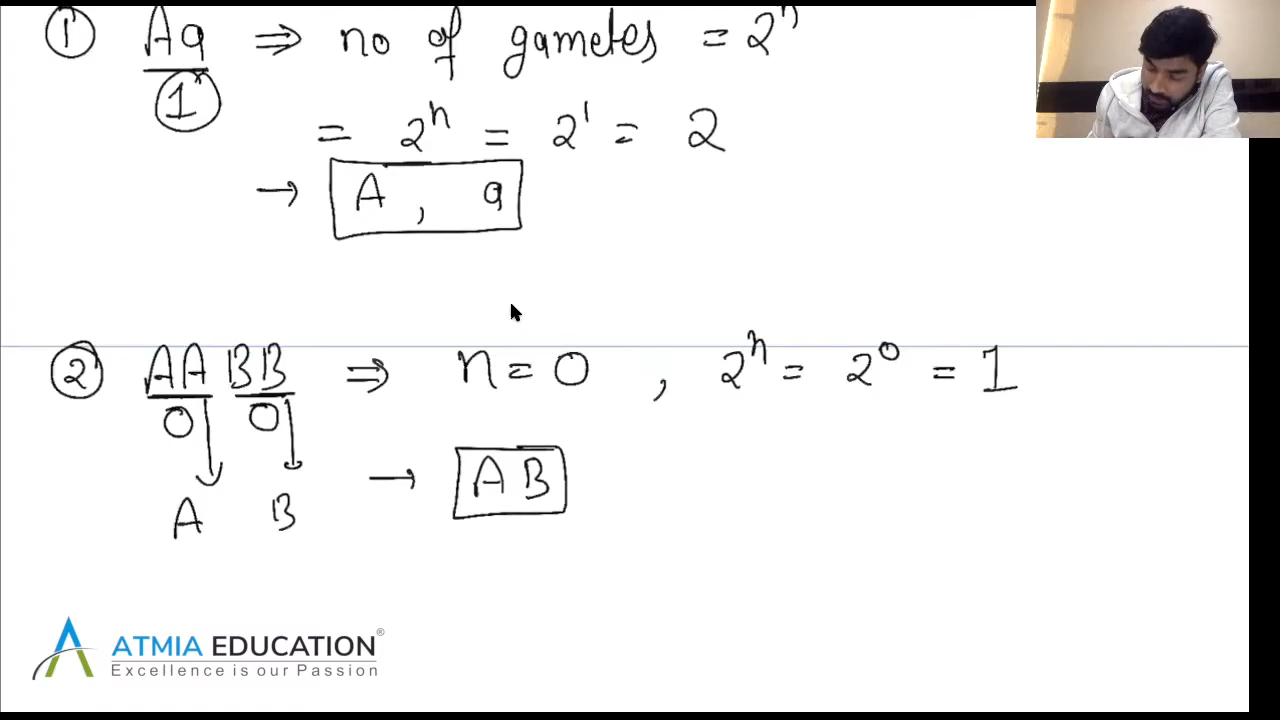 ① Aa ⇒ no of gametes = 2ⁿ
1
= 2ⁿ = 2¹ = 2
→ A , a
② AA BB ⇒ n = 0 , 2ⁿ = 2⁰ = 1
0 0
A B → AB
ATMIA EDUCATION®
Excellence is our Passion